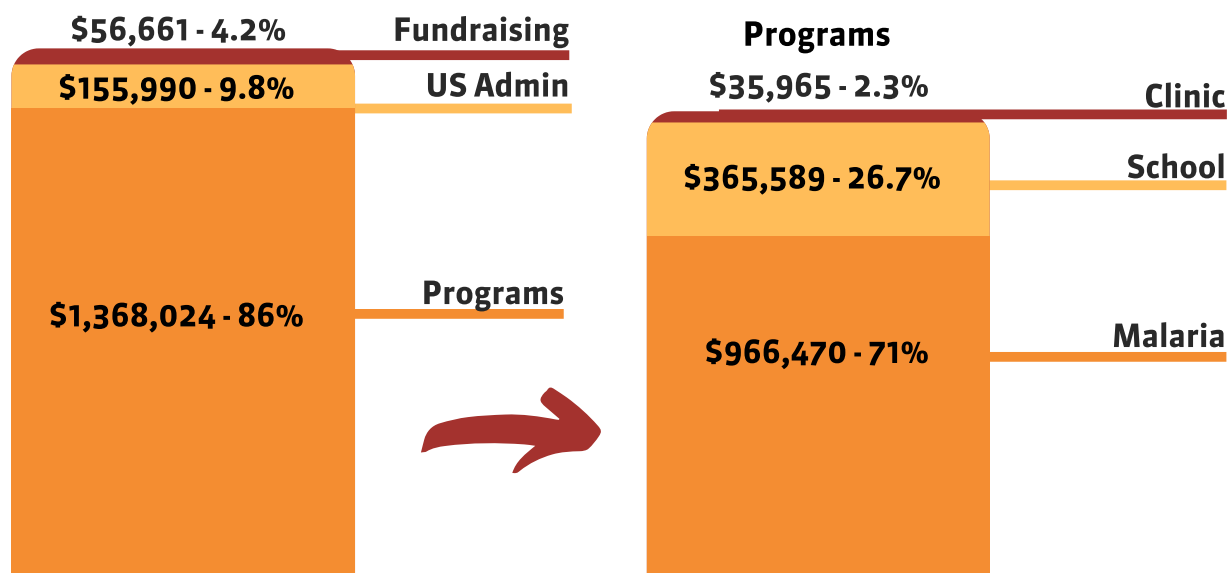 $56,661 - 4.2%
Fundraising
$155,990 - 9.8%
US Admin
$1,368,024 - 86%
Programs
Programs
$35,965 - 2.3%
Clinic
$365,589 - 26.7%
School
$966,470 - 71%
Malaria